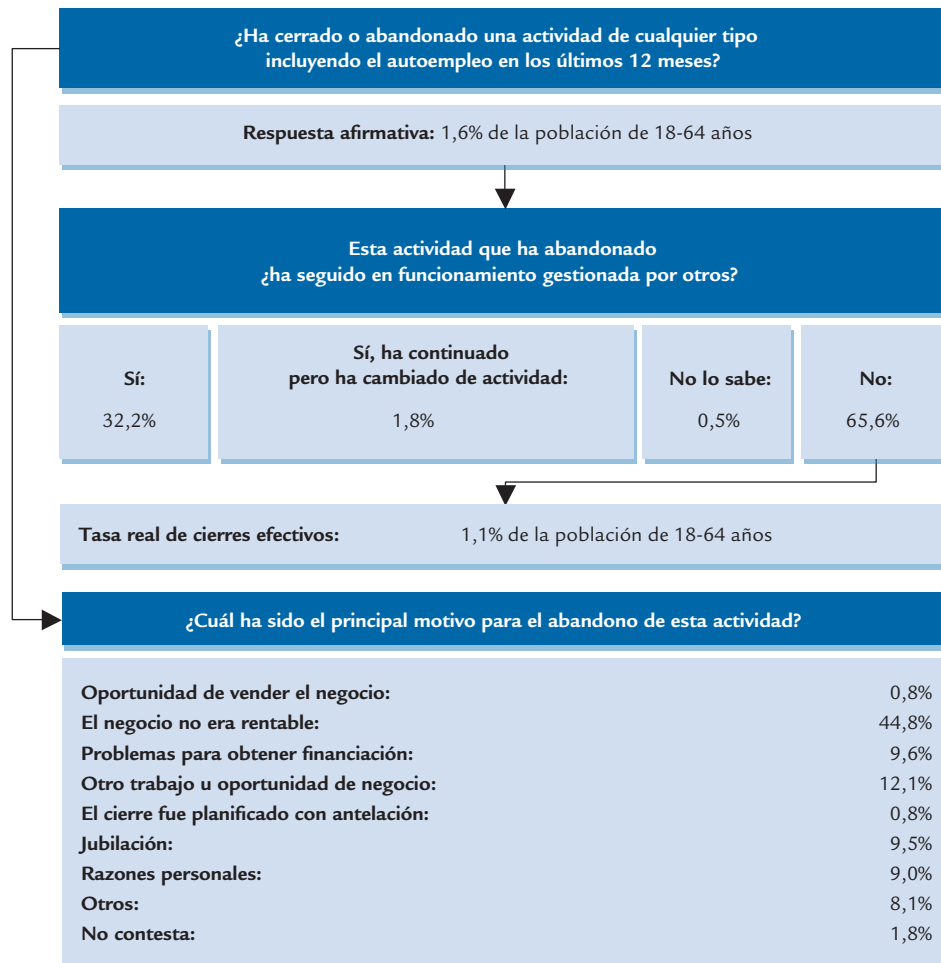 ¿Ha cerrado o abandonado una actividad de cualquier tipo
incluyendo el autoempleo en los últimos 12 meses?
Respuesta afirmativa: 1,6% de la población de 18-64 años
Esta actividad que ha abandonado
¿ha seguido en funcionamiento gestionada por otros?
Sí:
32,2%
Sí, ha continuado
pero ha cambiado de actividad:
1,8%
No lo sabe:
0,5%
No:
65,6%
Tasa real de cierres efectivos: 1,1% de la población de 18-64 años
¿Cuál ha sido el principal motivo para el abandono de esta actividad?
Oportunidad de vender el negocio: 0,8%
El negocio no era rentable: 44,8%
Problemas para obtener financiación: 9,6%
Otro trabajo u oportunidad de negocio: 12,1%
El cierre fue planificado con antelación: 0,8%
Jubilación: 9,5%
Razones personales: 9,0%
Otros: 8,1%
No contesta: 1,8%